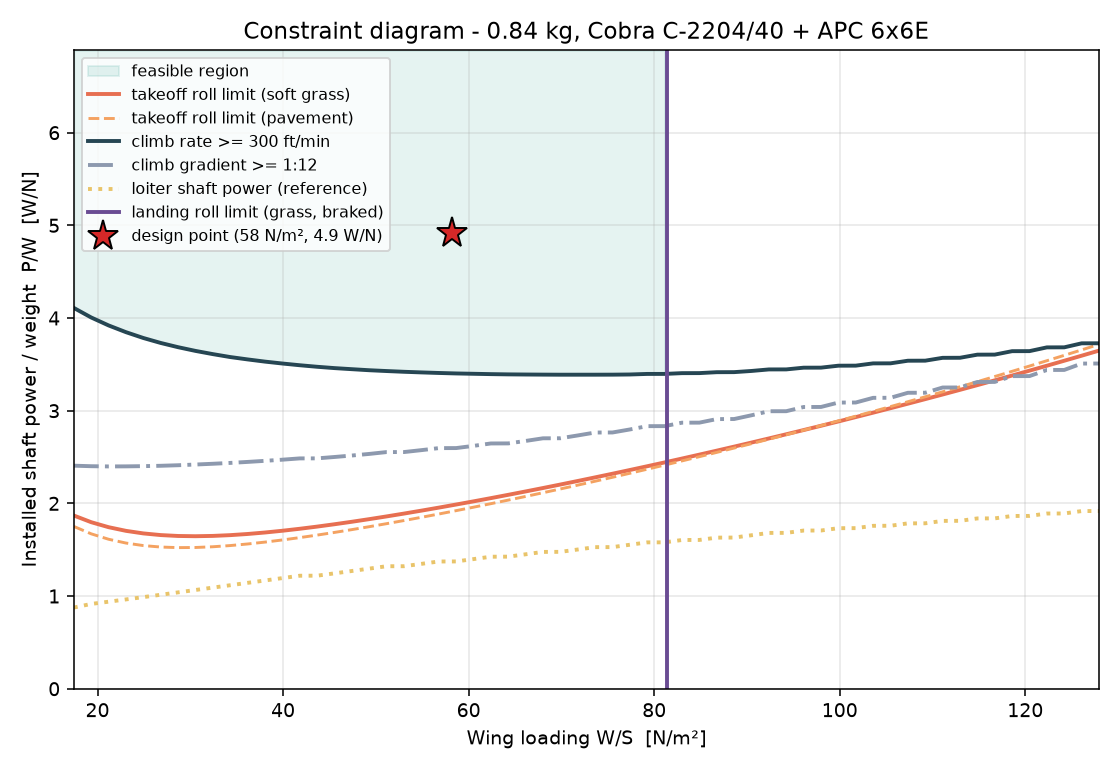 Constraint diagram - 0.84 kg, Cobra C-2204/40 + APC 6x6E
feasible region
takeoff roll limit (soft grass)
takeoff roll limit (pavement)
climb rate >= 300 ft/min
climb gradient >= 1:12
loiter shaft power (reference)
landing roll limit (grass, braked)
design point (58 N/m², 4.9 W/N)
Installed shaft power / weight P/W [W/N]
6
5
4
3
2
1
0
20 40 60 80 100 120
Wing loading W/S [N/m²]